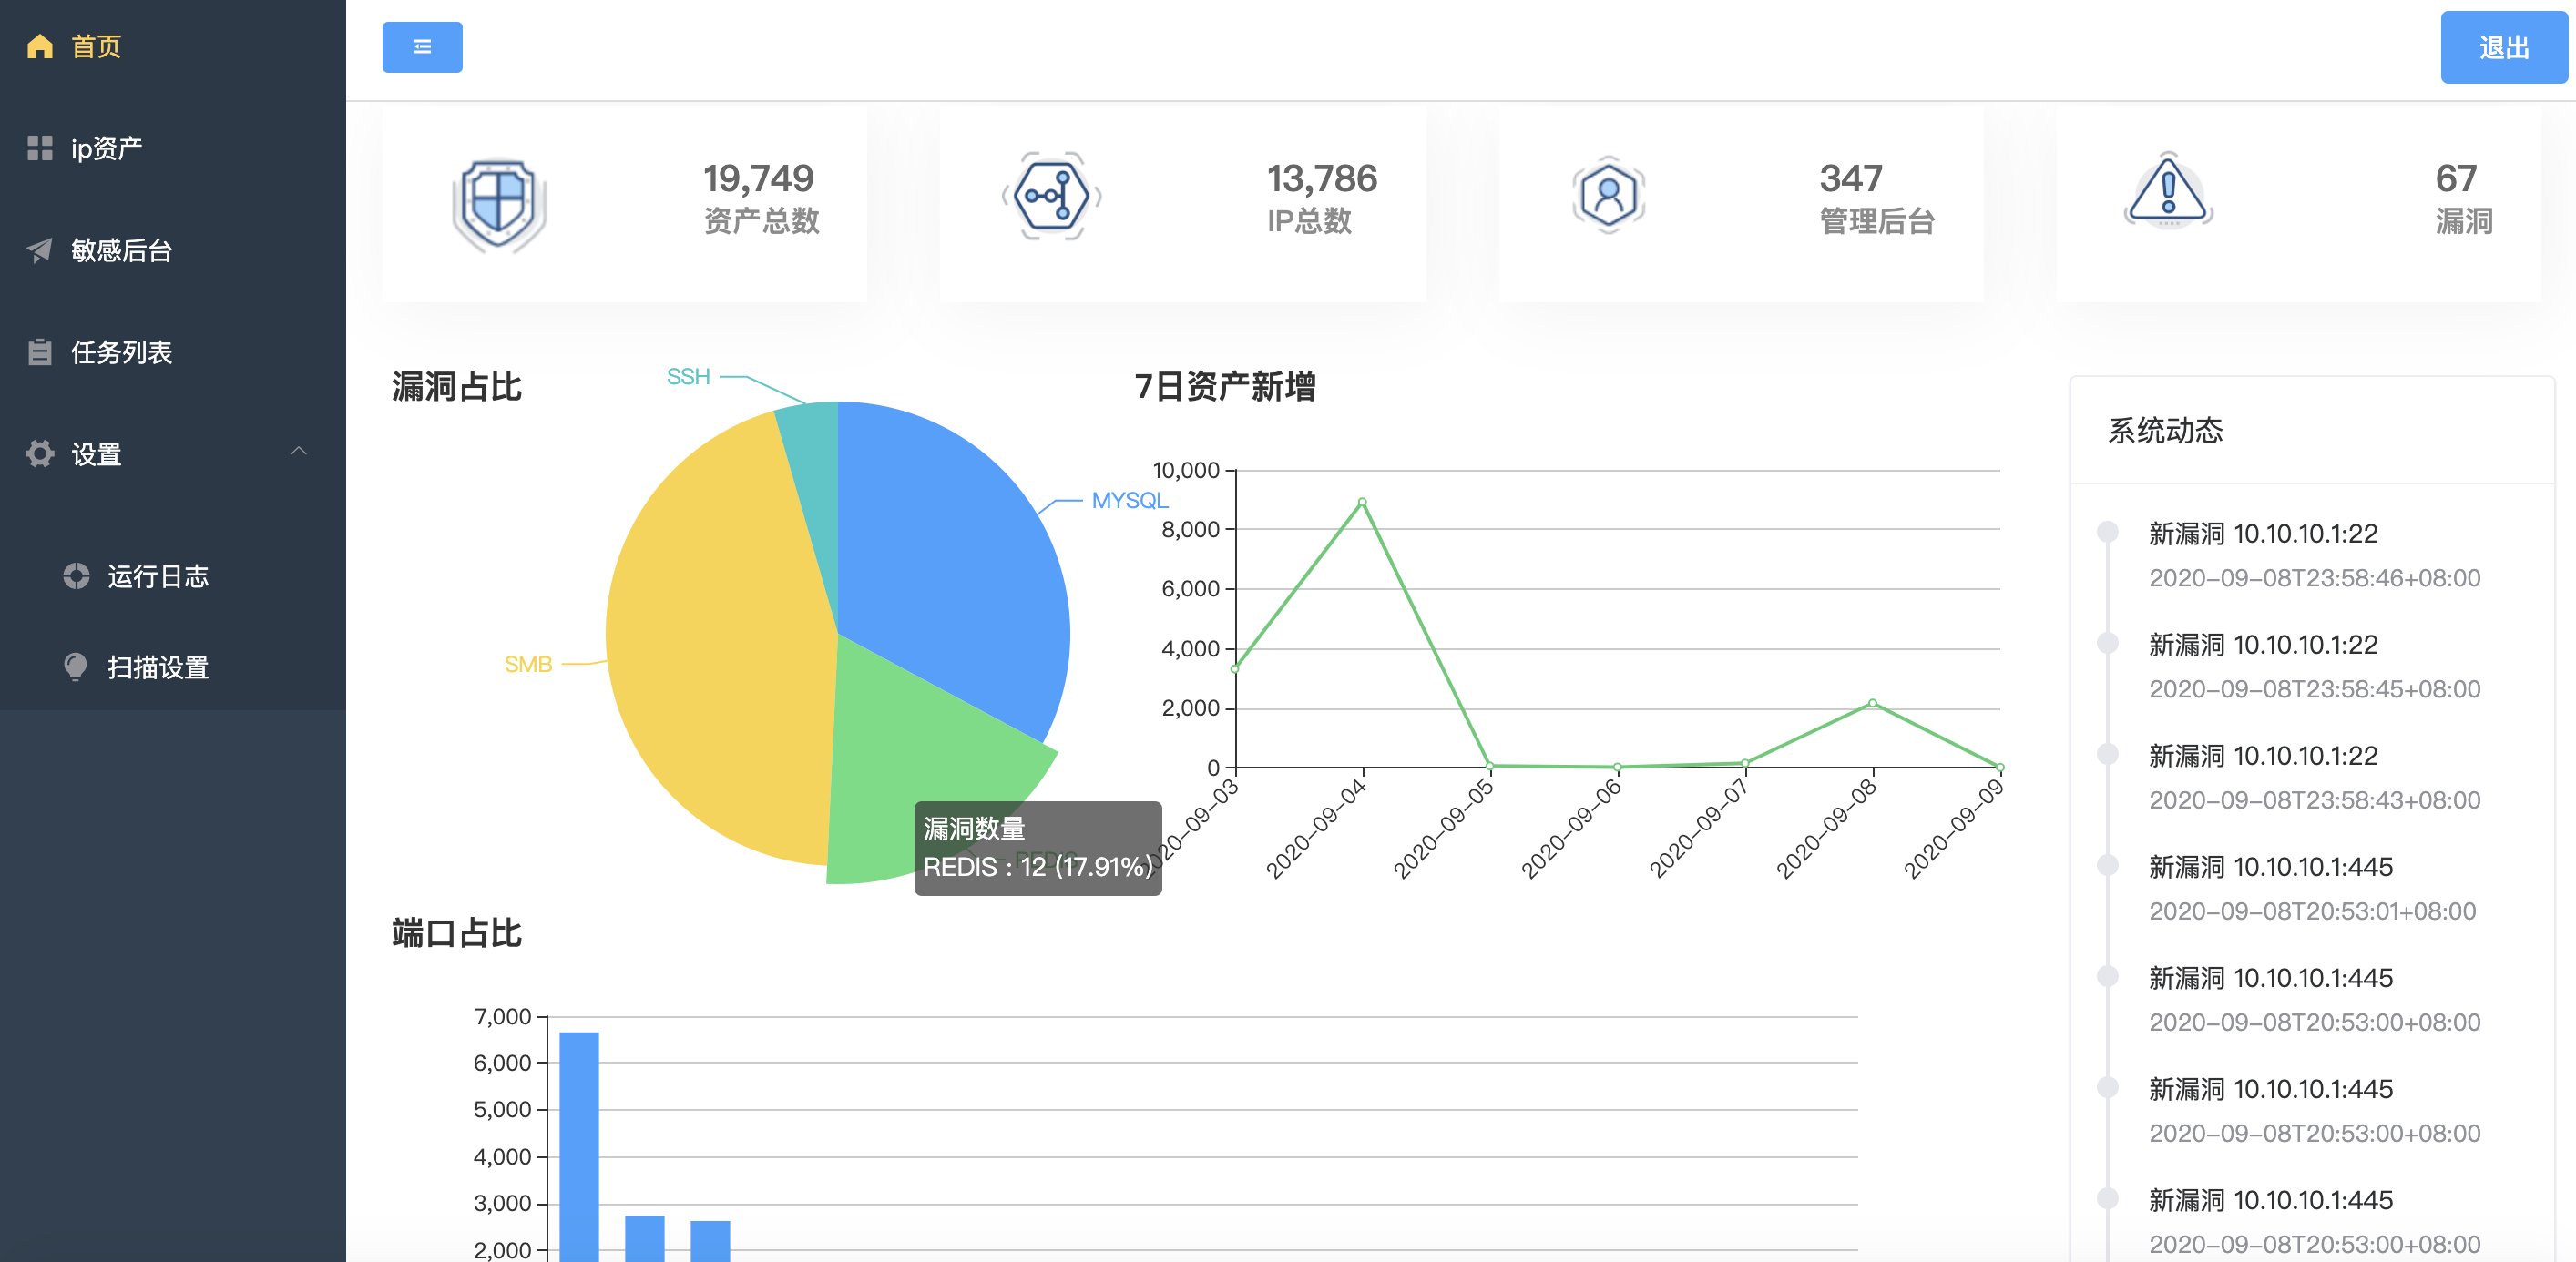 首页
ip资产
敏感后台
任务列表
设置
运行日志
扫描设置
退出
19,749
资产总数
13,786
IP总数
347
管理后台
67
漏洞
漏洞占比
SSH
MYSQL
SMB
REDIS
漏洞数量
REDIS : 12 (17.91%)
7日资产新增
10,000
8,000
6,000
4,000
2,000
0
2020-09-03
2020-09-04
2020-09-05
2020-09-06
2020-09-07
2020-09-08
2020-09-09
端口占比
7,000
6,000
5,000
4,000
3,000
2,000
系统动态
新漏洞 10.10.10.1:22
2020-09-08T23:58:46+08:00
新漏洞 10.10.10.1:22
2020-09-08T23:58:45+08:00
新漏洞 10.10.10.1:22
2020-09-08T23:58:43+08:00
新漏洞 10.10.10.1:445
2020-09-08T20:53:01+08:00
新漏洞 10.10.10.1:445
2020-09-08T20:53:00+08:00
新漏洞 10.10.10.1:445
2020-09-08T20:53:00+08:00
新漏洞 10.10.10.1:445
2020-09-08T20:53:00+08:00